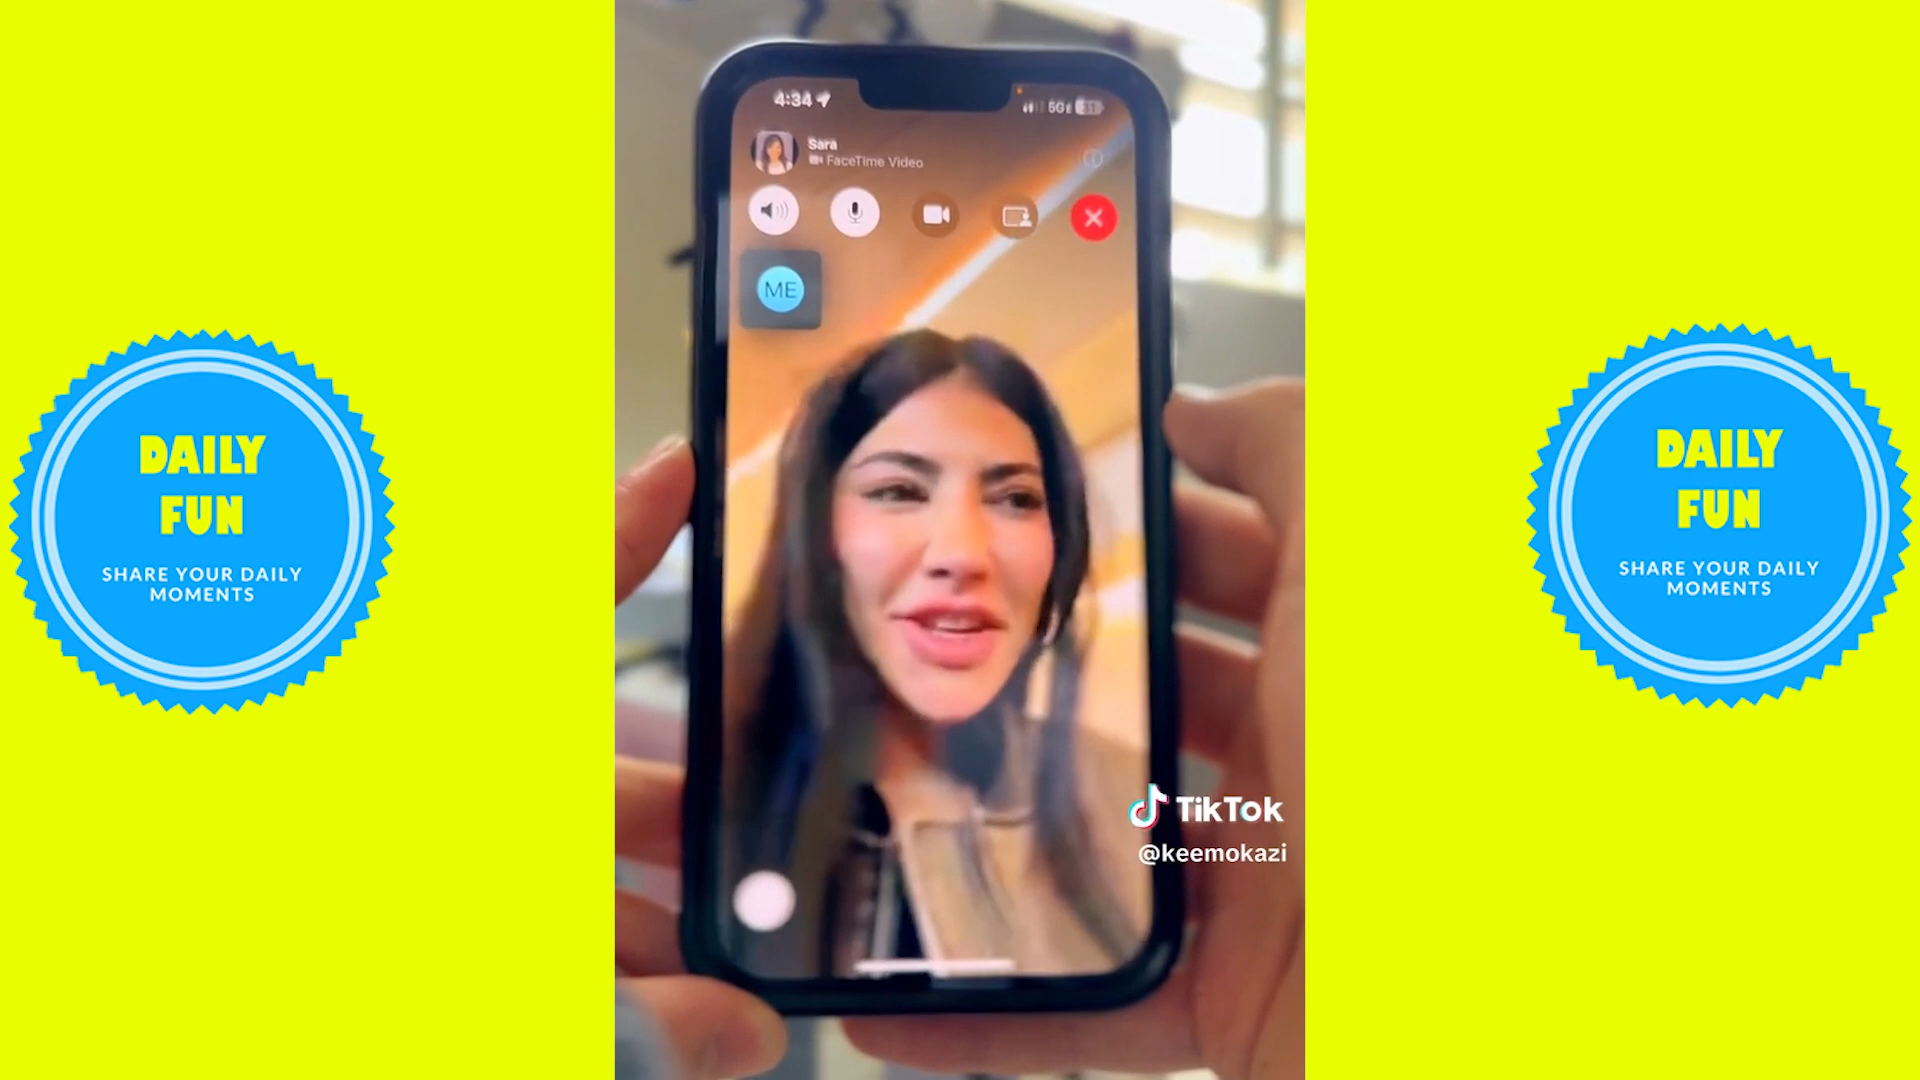 4:34
5GE
Sara
FaceTime Video
ME
DAILY
FUN
SHARE YOUR DAILY
MOMENTS
DAILY
FUN
SHARE YOUR DAILY
MOMENTS
TikTok
@keemokazi